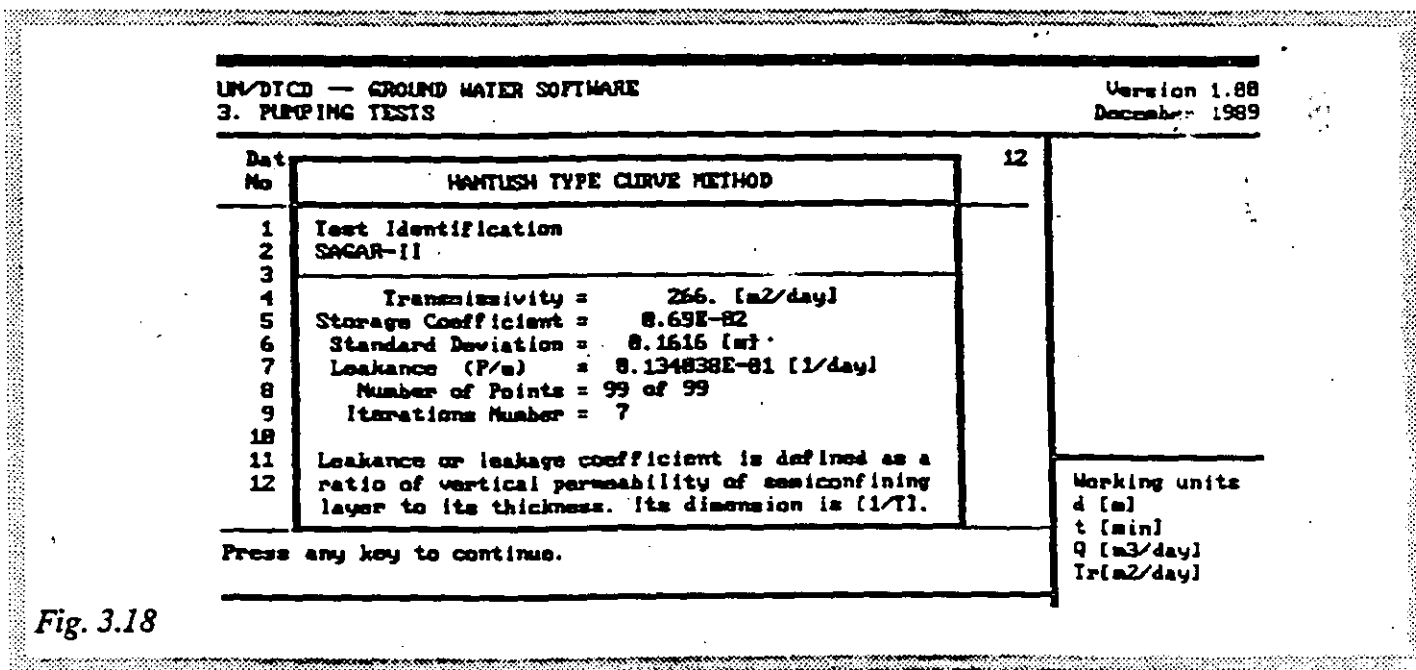 UN/DTCD — GROUND WATER SOFTWARE
Version 1.00
3. PUMPING TESTS
December 1989
Dat
12
No
HANTUSH TYPE CURVE METHOD
1 Test Identification
2 SAGAR-II
3
4 Transmissivity = 266. [m2/day]
5 Storage Coefficient = 0.69E-02
6 Standard Deviation = 0.1616 [m]
7 Leakance (P/m) = 0.134038E-01 [1/day]
8 Number of Points = 99 of 99
9 Iterations Number = 7
10
11 Leakance or leakage coefficient is defined as a
12 ratio of vertical permeability of semiconfining
layer to its thickness. Its dimension is [1/T].
Press any key to continue.
Working units
d [m]
t [min]
Q [m3/day]
Tr[m2/day]
Fig. 3.18